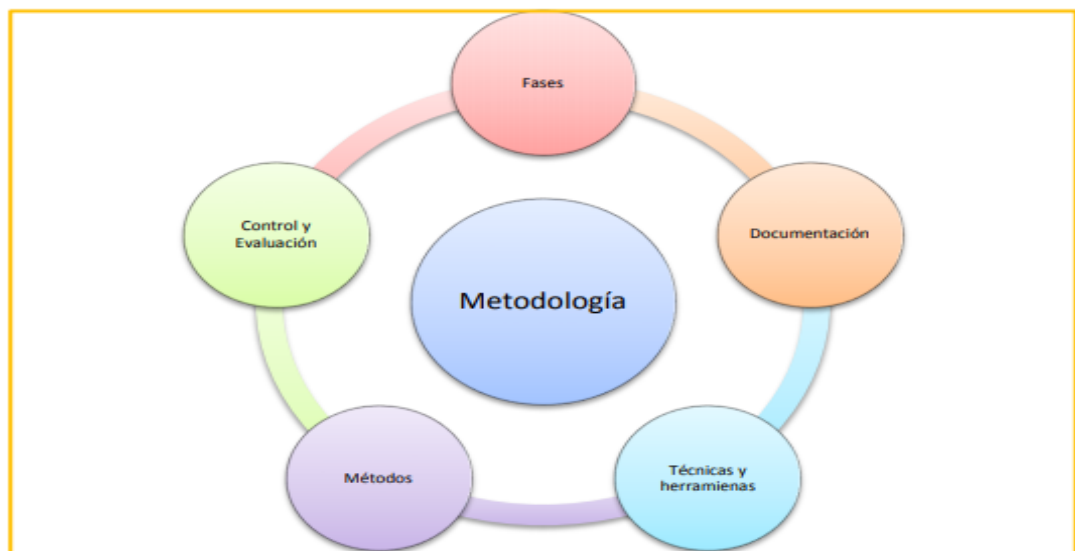 Fases
Documentación
Técnicas y
herramienas
Métodos
Control y
Evaluación
Metodología